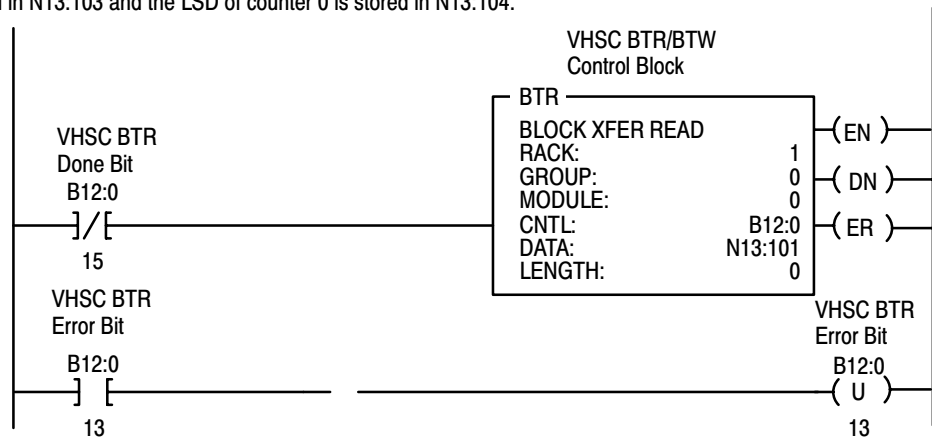 in N13:103 and the LSD of counter 0 is stored in N13:104.
VHSC BTR/BTW
Control Block
BTR
BLOCK XFER READ
RACK: 1
GROUP: 0
MODULE: 0
CNTL: B12:0
DATA: N13:101
LENGTH: 0
EN
DN
ER
VHSC BTR
Done Bit
B12:0
15
VHSC BTR
Error Bit
B12:0
13
VHSC BTR
Error Bit
B12:0
U
13